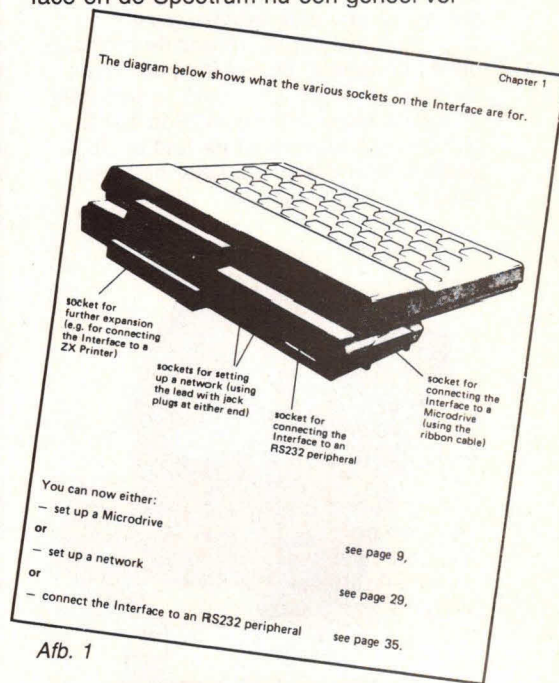 face en de Spectrum nu een geheel vor-
Chapter 1
The diagram below shows what the various sockets on the Interface are for.
socket for
further expansion
(e.g. for connecting
the Interface to a
ZX Printer)
sockets for setting
up a network (using
the lead with jack
plugs at either end)
socket for
connecting the
Interface to an
RS232 peripheral
socket for
connecting the
Interface to a
Microdrive
(using the
ribbon cable)
You can now either:
– set up a Microdrive see page 9,
or
– set up a network see page 29,
or
– connect the Interface to an RS232 peripheral see page 35.
Afb. 1